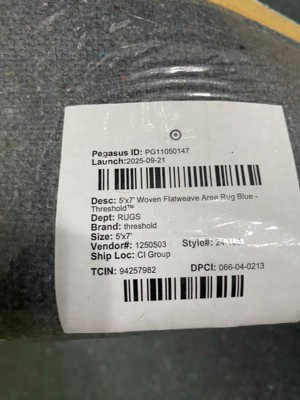 Pegasus ID: PG11050147
Launch:2025-09-21
Desc: 5'x7' Woven Flatweave Area Rug Blue -
Threshold™
Dept: RUGS
Brand: threshold
Size: 5'x7'
Vendor#: 1250503 Style#:
Ship Loc: CI Group
TCIN: 94257982 DPCI: 066-04-0213